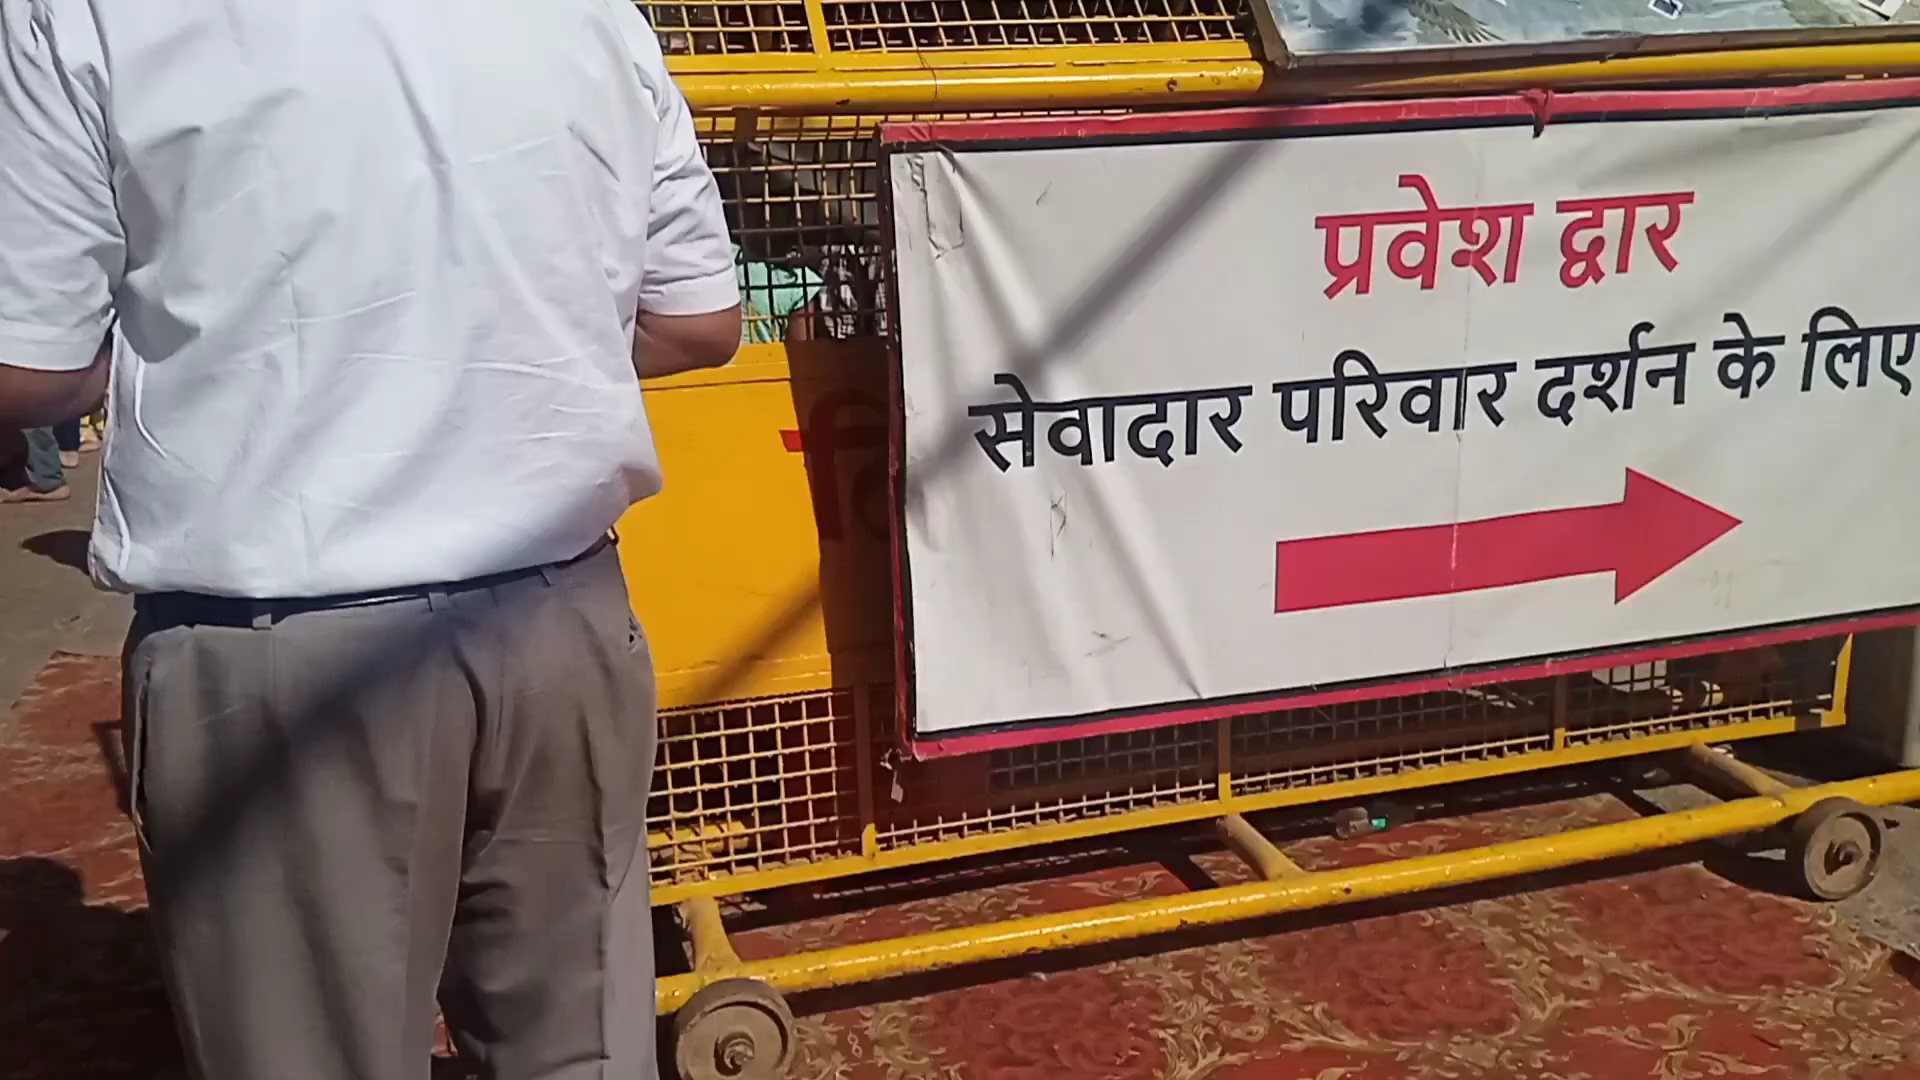 प्रवेश द्वार
सेवादार परिवार दर्शन के लिए